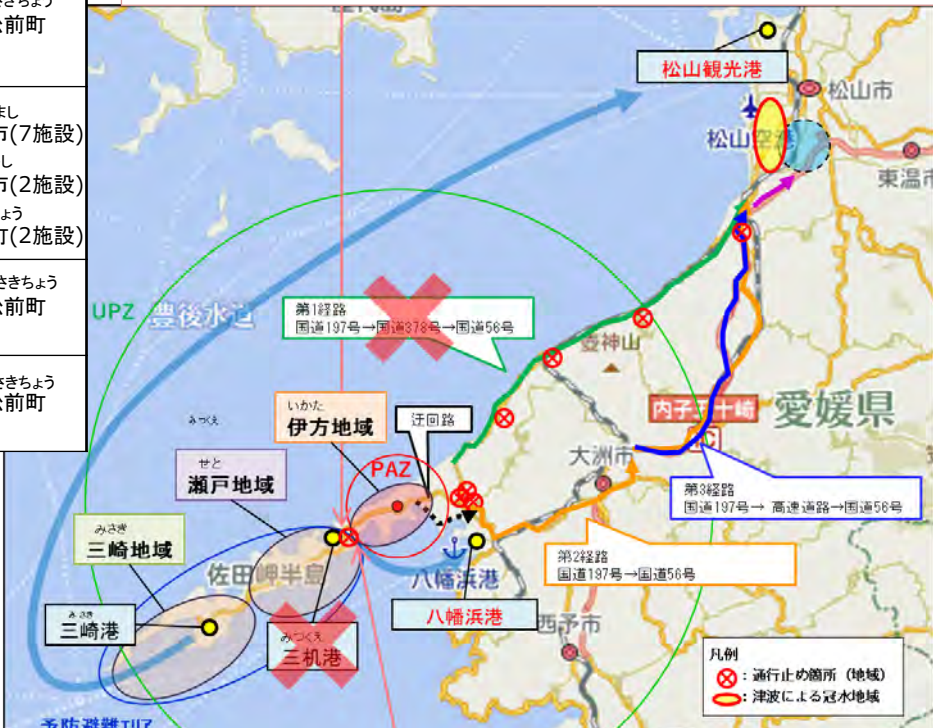 さきちょう
松前町
市(7施設)
市(2施設)
町(2施設)
さきちょう
松前町
さきちょう
松前町
松山観光港
松山市
松山空港
東温市
UPZ
豊後水道
第1経路
国道197号→国道378号→国道56号
壺神山
愛媛県
いかた
伊方地域
迂回路
みつくえ
せと
瀬戸地域
PAZ
大洲市
第3経路
国道197号→ 高速道路→国道56号
みさき
三崎地域
佐田岬半島
八幡浜港
第2経路
国道197号→国道56号
みさき
三崎港
みつくえ
三机港
八幡浜港
西予市
凡例
:通行止め箇所(地域)
:津波による冠水地域
予防避難エリア